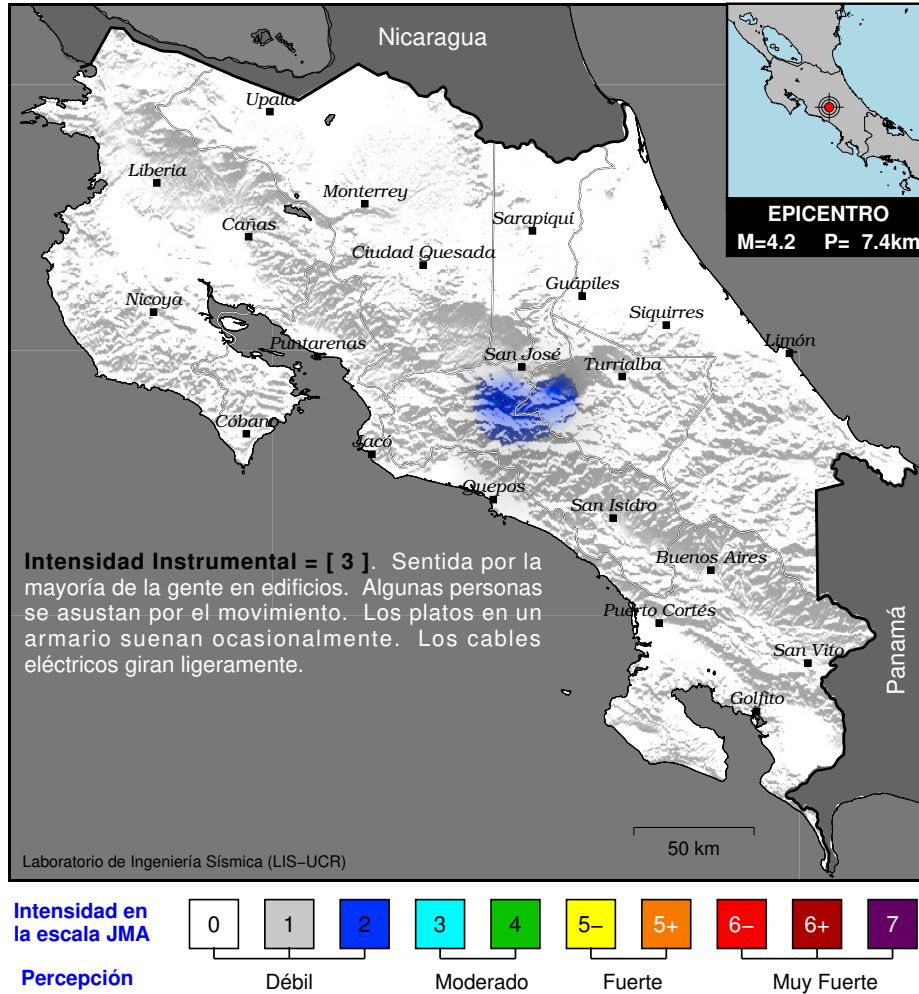 Nicaragua
EPICENTRO
M=4.2 P= 7.4km
Upala
Liberia
Monterrey
Cañas
Sarapiquí
Ciudad Quesada
Guápiles
Nicoya
Siquirres
Puntarenas
San José
Limón
Turrialba
Cóbano
Jacó
Quepos
San Isidro
Buenos Aires
Puerto Cortés
San Vito
Golfito
Panamá
Intensidad Instrumental = [ 3 ]. Sentida por la
mayoría de la gente en edificios. Algunas personas
se asustan por el movimiento. Los platos en un
armario suenan ocasionalmente. Los cables
eléctricos giran ligeramente.
50 km
Laboratorio de Ingeniería Sísmica (LIS−UCR)
Intensidad en
la escala JMA
0 1 2 3 4 5− 5+ 6− 6+ 7
Percepción
Débil Moderado Fuerte Muy Fuerte